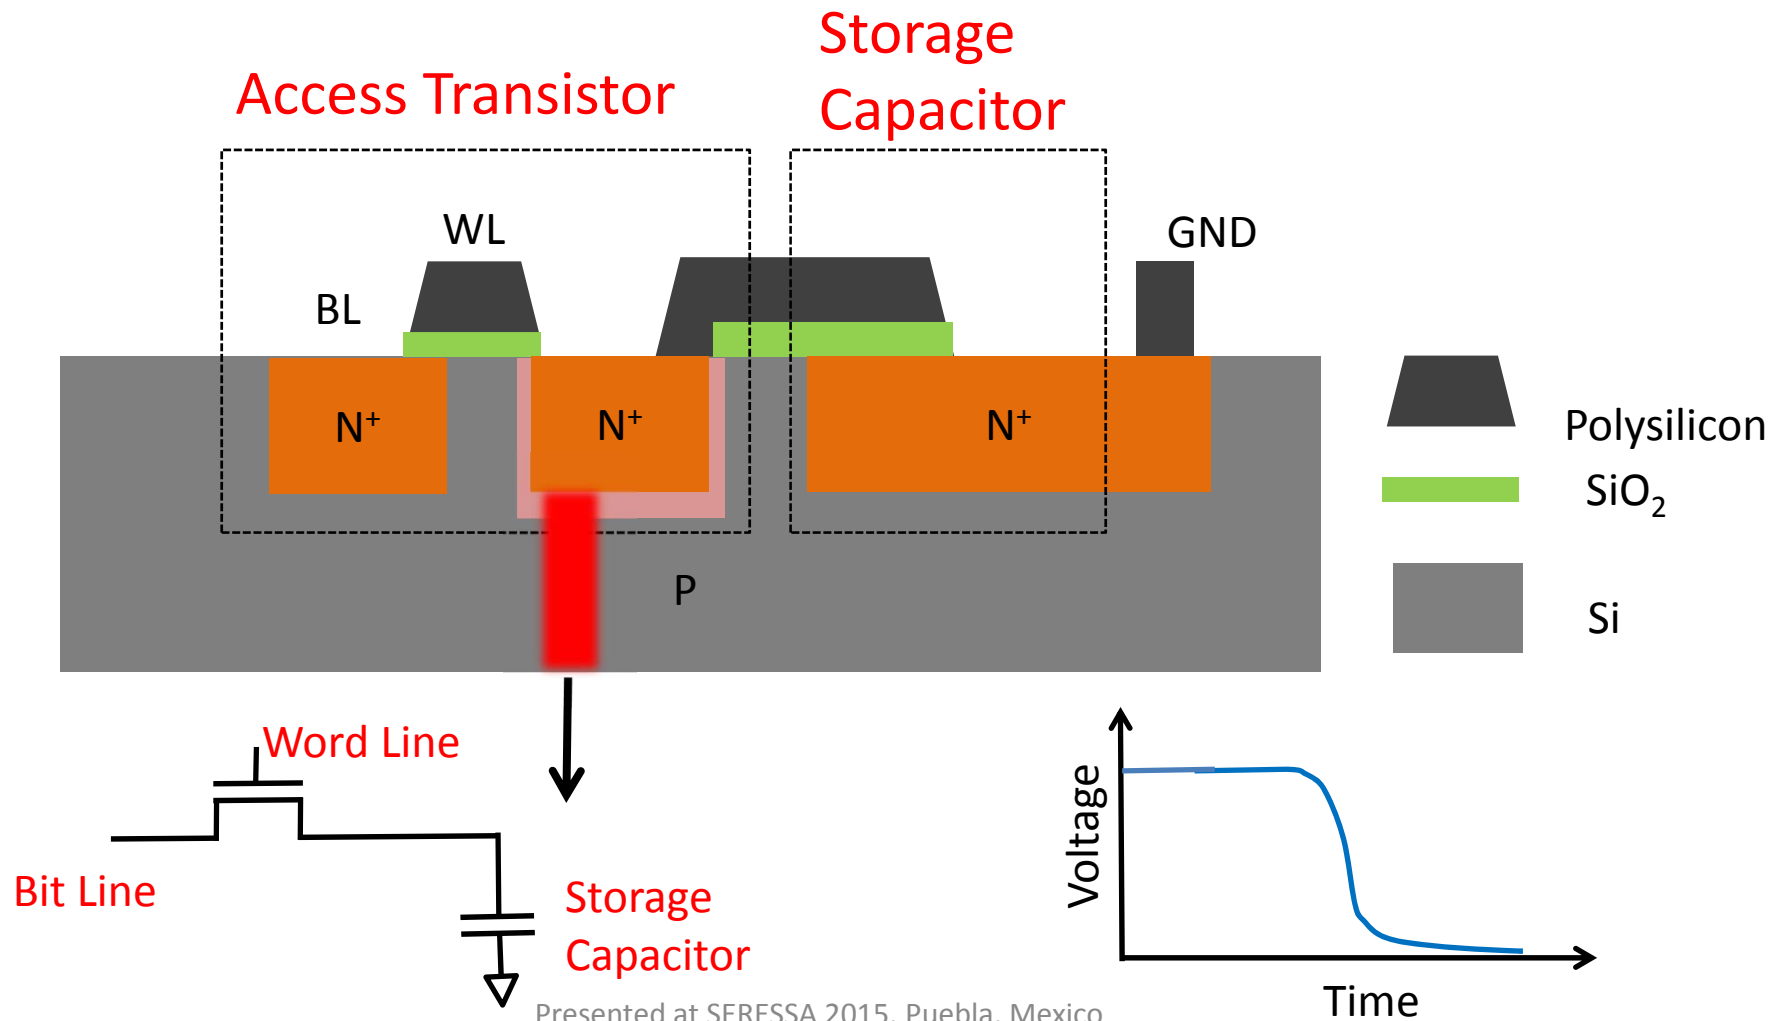 Storage
Capacitor
Access Transistor
WL
GND
BL
N⁺
N⁺
N⁺
Polysilicon
SiO₂
P
Si
Word Line
Bit Line
Storage
Capacitor
Voltage
Time
Presented at SERESSA 2015, Puebla, Mexico